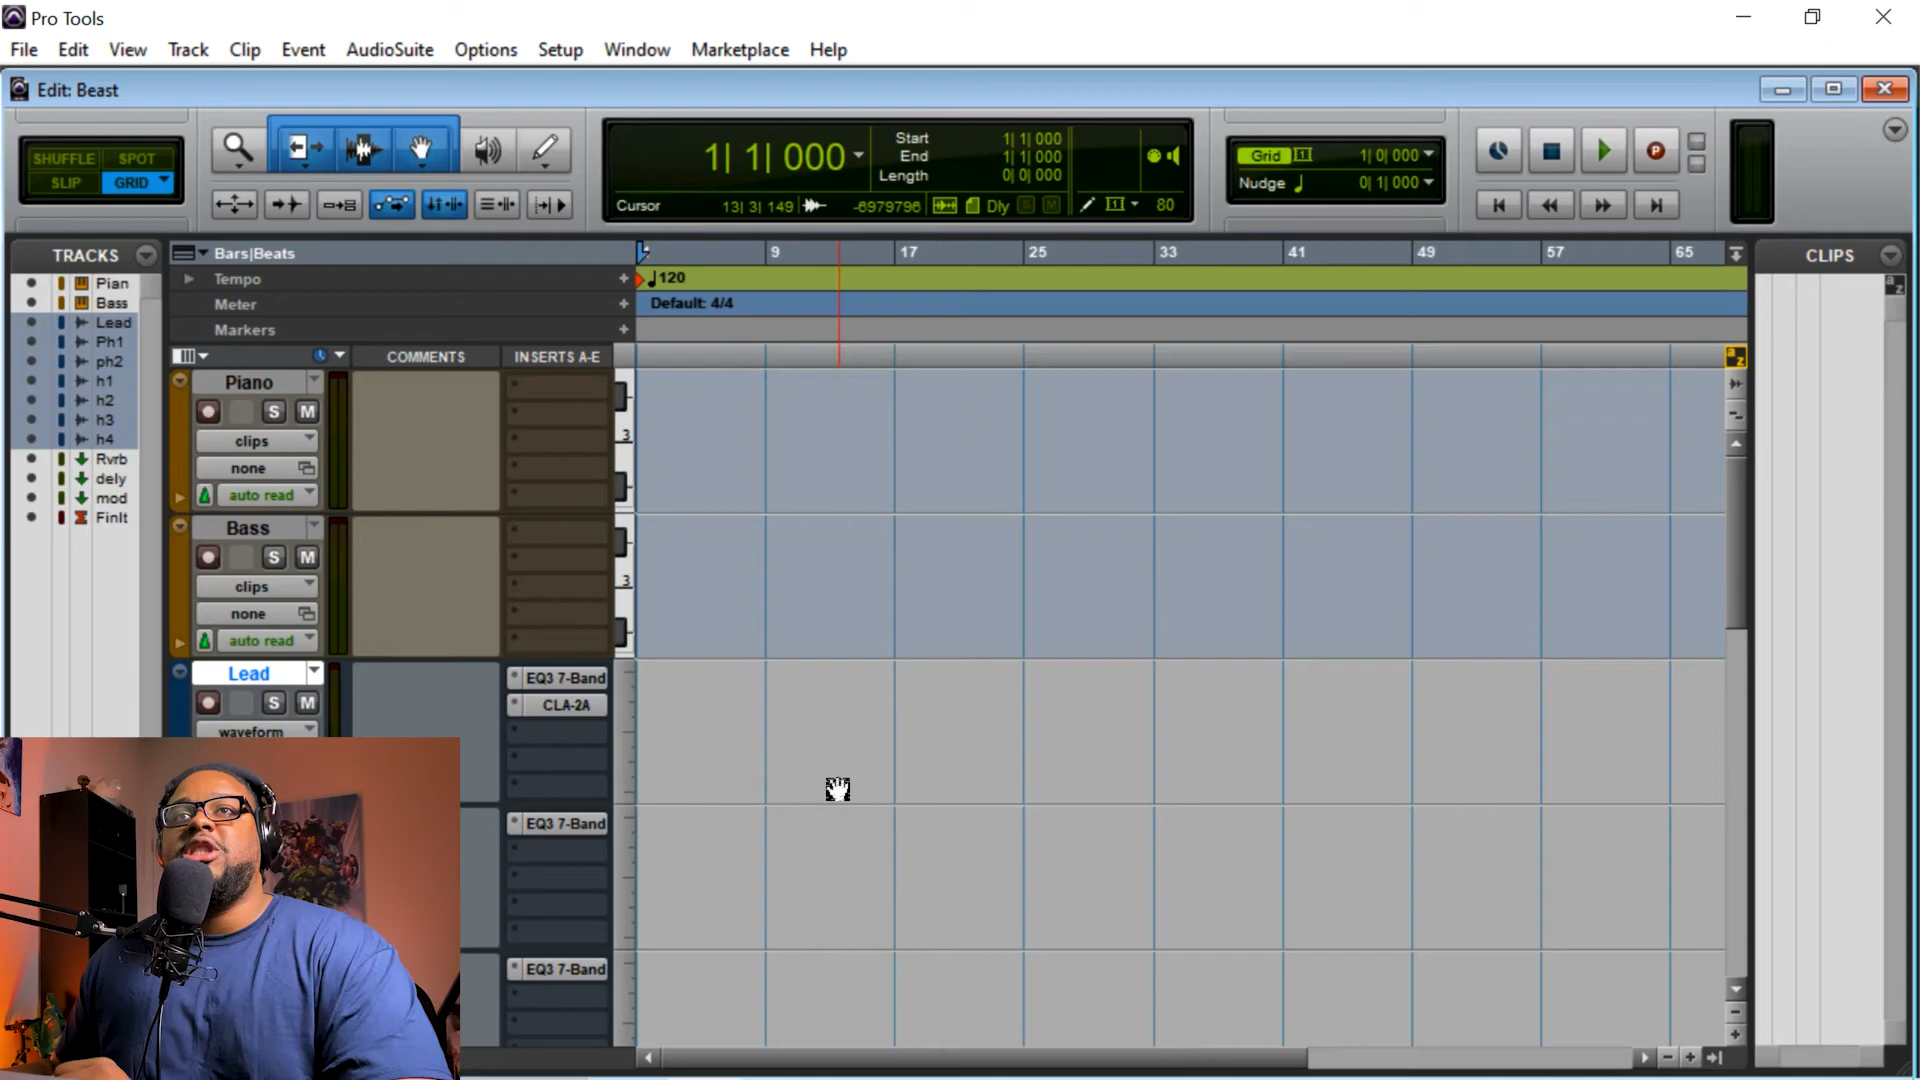 Pro Tools
File Edit View Track Clip Event AudioSuite Options Setup Window Marketplace Help
Edit: Beast
SHUFFLE SPOT
SLIP GRID
1| 1| 000
Start 1| 1| 000
End 1| 1| 000
Length 0| 0| 000
Cursor 13| 3| 149 -6979796 Dly S M 80
Grid 1| 0| 000
Nudge 0| 1| 000
TRACKS
Pian
Bass
Lead
Ph1
ph2
h1
h2
h3
h4
Rvrb
dely
mod
FinIt
Bars|Beats 9 17 25 33 41 49 57 65
Tempo 120
Meter Default: 4/4
Markers
COMMENTS INSERTS A-E
CLIPS
a z
Piano
S M
clips
none
auto read
3
Bass
S M
clips
none
auto read
3
Lead
S M
waveform
EQ3 7-Band
CLA-2A
EQ3 7-Band
EQ3 7-Band